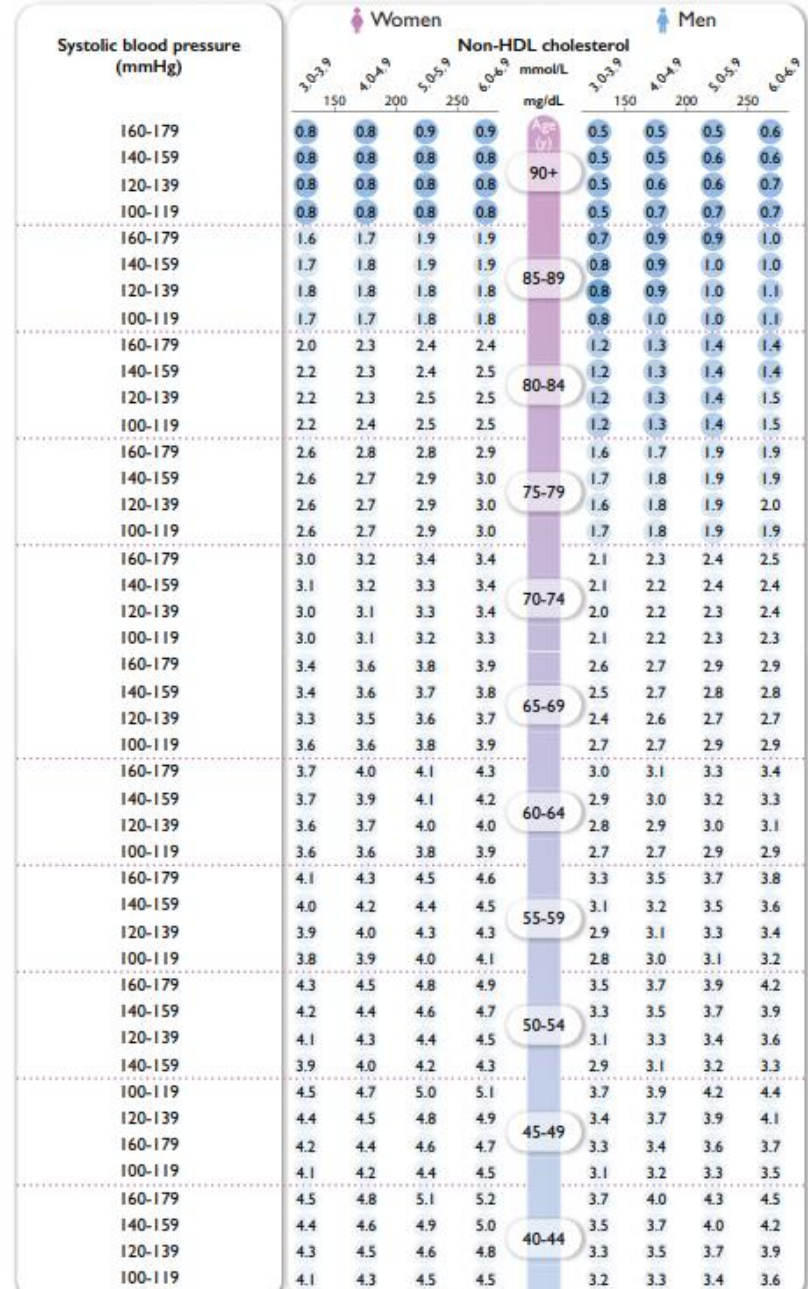 Women Men
Systolic blood pressure Non-HDL cholesterol
(mmHg) 3.0-3.9 4.0-4.9 5.0-5.9 6.0-6.9 mmol/L 3.0-3.9 4.0-4.9 5.0-5.9 6.0-6.9
150 200 250 mg/dL 150 200 250
Age
(y)
160-179 0.8 0.8 0.9 0.9 0.5 0.5 0.5 0.6
140-159 0.8 0.8 0.8 0.8 0.5 0.5 0.6 0.6
90+
120-139 0.8 0.8 0.8 0.8 0.5 0.6 0.6 0.7
100-119 0.8 0.8 0.8 0.8 0.5 0.7 0.7 0.7
160-179 1.6 1.7 1.9 1.9 0.7 0.9 0.9 1.0
140-159 1.7 1.8 1.9 1.9 0.8 0.9 1.0 1.0
85-89
120-139 1.8 1.8 1.8 1.8 0.8 0.9 1.0 1.1
100-119 1.7 1.7 1.8 1.8 0.8 1.0 1.0 1.1
160-179 2.0 2.3 2.4 2.4 1.2 1.3 1.4 1.4
140-159 2.2 2.3 2.4 2.5 1.2 1.3 1.4 1.4
80-84
120-139 2.2 2.3 2.5 2.5 1.2 1.3 1.4 1.5
100-119 2.2 2.4 2.5 2.5 1.2 1.3 1.4 1.5
160-179 2.6 2.8 2.8 2.9 1.6 1.7 1.9 1.9
140-159 2.6 2.7 2.9 3.0 1.7 1.8 1.9 1.9
75-79
120-139 2.6 2.7 2.9 3.0 1.6 1.8 1.9 2.0
100-119 2.6 2.7 2.9 3.0 1.7 1.8 1.9 1.9
160-179 3.0 3.2 3.4 3.4 2.1 2.3 2.4 2.5
140-159 3.1 3.2 3.3 3.4 2.1 2.2 2.4 2.4
70-74
120-139 3.0 3.1 3.3 3.4 2.0 2.2 2.3 2.4
100-119 3.0 3.1 3.2 3.3 2.1 2.2 2.3 2.3
160-179 3.4 3.6 3.8 3.9 2.6 2.7 2.9 2.9
140-159 3.4 3.6 3.7 3.8 2.5 2.7 2.8 2.8
65-69
120-139 3.3 3.5 3.6 3.7 2.4 2.6 2.7 2.7
100-119 3.6 3.6 3.8 3.9 2.7 2.7 2.9 2.9
160-179 3.7 4.0 4.1 4.3 3.0 3.1 3.3 3.4
140-159 3.7 3.9 4.1 4.2 2.9 3.0 3.2 3.3
60-64
120-139 3.6 3.7 4.0 4.0 2.8 2.9 3.0 3.1
100-119 3.6 3.6 3.8 3.9 2.7 2.7 2.9 2.9
160-179 4.1 4.3 4.5 4.6 3.3 3.5 3.7 3.8
140-159 4.0 4.2 4.4 4.5 3.1 3.2 3.5 3.6
55-59
120-139 3.9 4.0 4.3 4.3 2.9 3.1 3.3 3.4
100-119 3.8 3.9 4.0 4.1 2.8 3.0 3.1 3.2
160-179 4.3 4.5 4.8 4.9 3.5 3.7 3.9 4.2
140-159 4.2 4.4 4.6 4.7 3.3 3.5 3.7 3.9
50-54
120-139 4.1 4.3 4.4 4.5 3.1 3.3 3.4 3.6
140-159 3.9 4.0 4.2 4.3 2.9 3.1 3.2 3.3
100-119 4.5 4.7 5.0 5.1 3.7 3.9 4.2 4.4
120-139 4.4 4.5 4.8 4.9 3.4 3.7 3.9 4.1
45-49
160-179 4.2 4.4 4.6 4.7 3.3 3.4 3.6 3.7
100-119 4.1 4.2 4.4 4.5 3.1 3.2 3.3 3.5
160-179 4.5 4.8 5.1 5.2 3.7 4.0 4.3 4.5
140-159 4.4 4.6 4.9 5.0 3.5 3.7 4.0 4.2
40-44
120-139 4.3 4.5 4.6 4.8 3.3 3.5 3.7 3.9
100-119 4.1 4.3 4.5 4.5 3.2 3.3 3.4 3.6